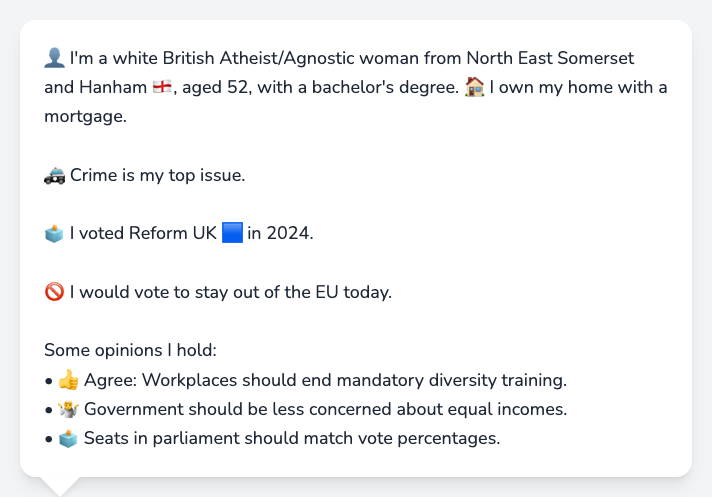 👤 I'm a white British Atheist/Agnostic woman from North East Somerset
and Hanham 🏴󠁧󠁢󠁥󠁮󠁧󠁿, aged 52, with a bachelor's degree. 🏠 I own my home with a
mortgage.
🚓 Crime is my top issue.
🗳️ I voted Reform UK 🟦 in 2024.
🚫 I would vote to stay out of the EU today.
Some opinions I hold:
• 👍 Agree: Workplaces should end mandatory diversity training.
• 🤷 Government should be less concerned about equal incomes.
• 🗳️ Seats in parliament should match vote percentages.